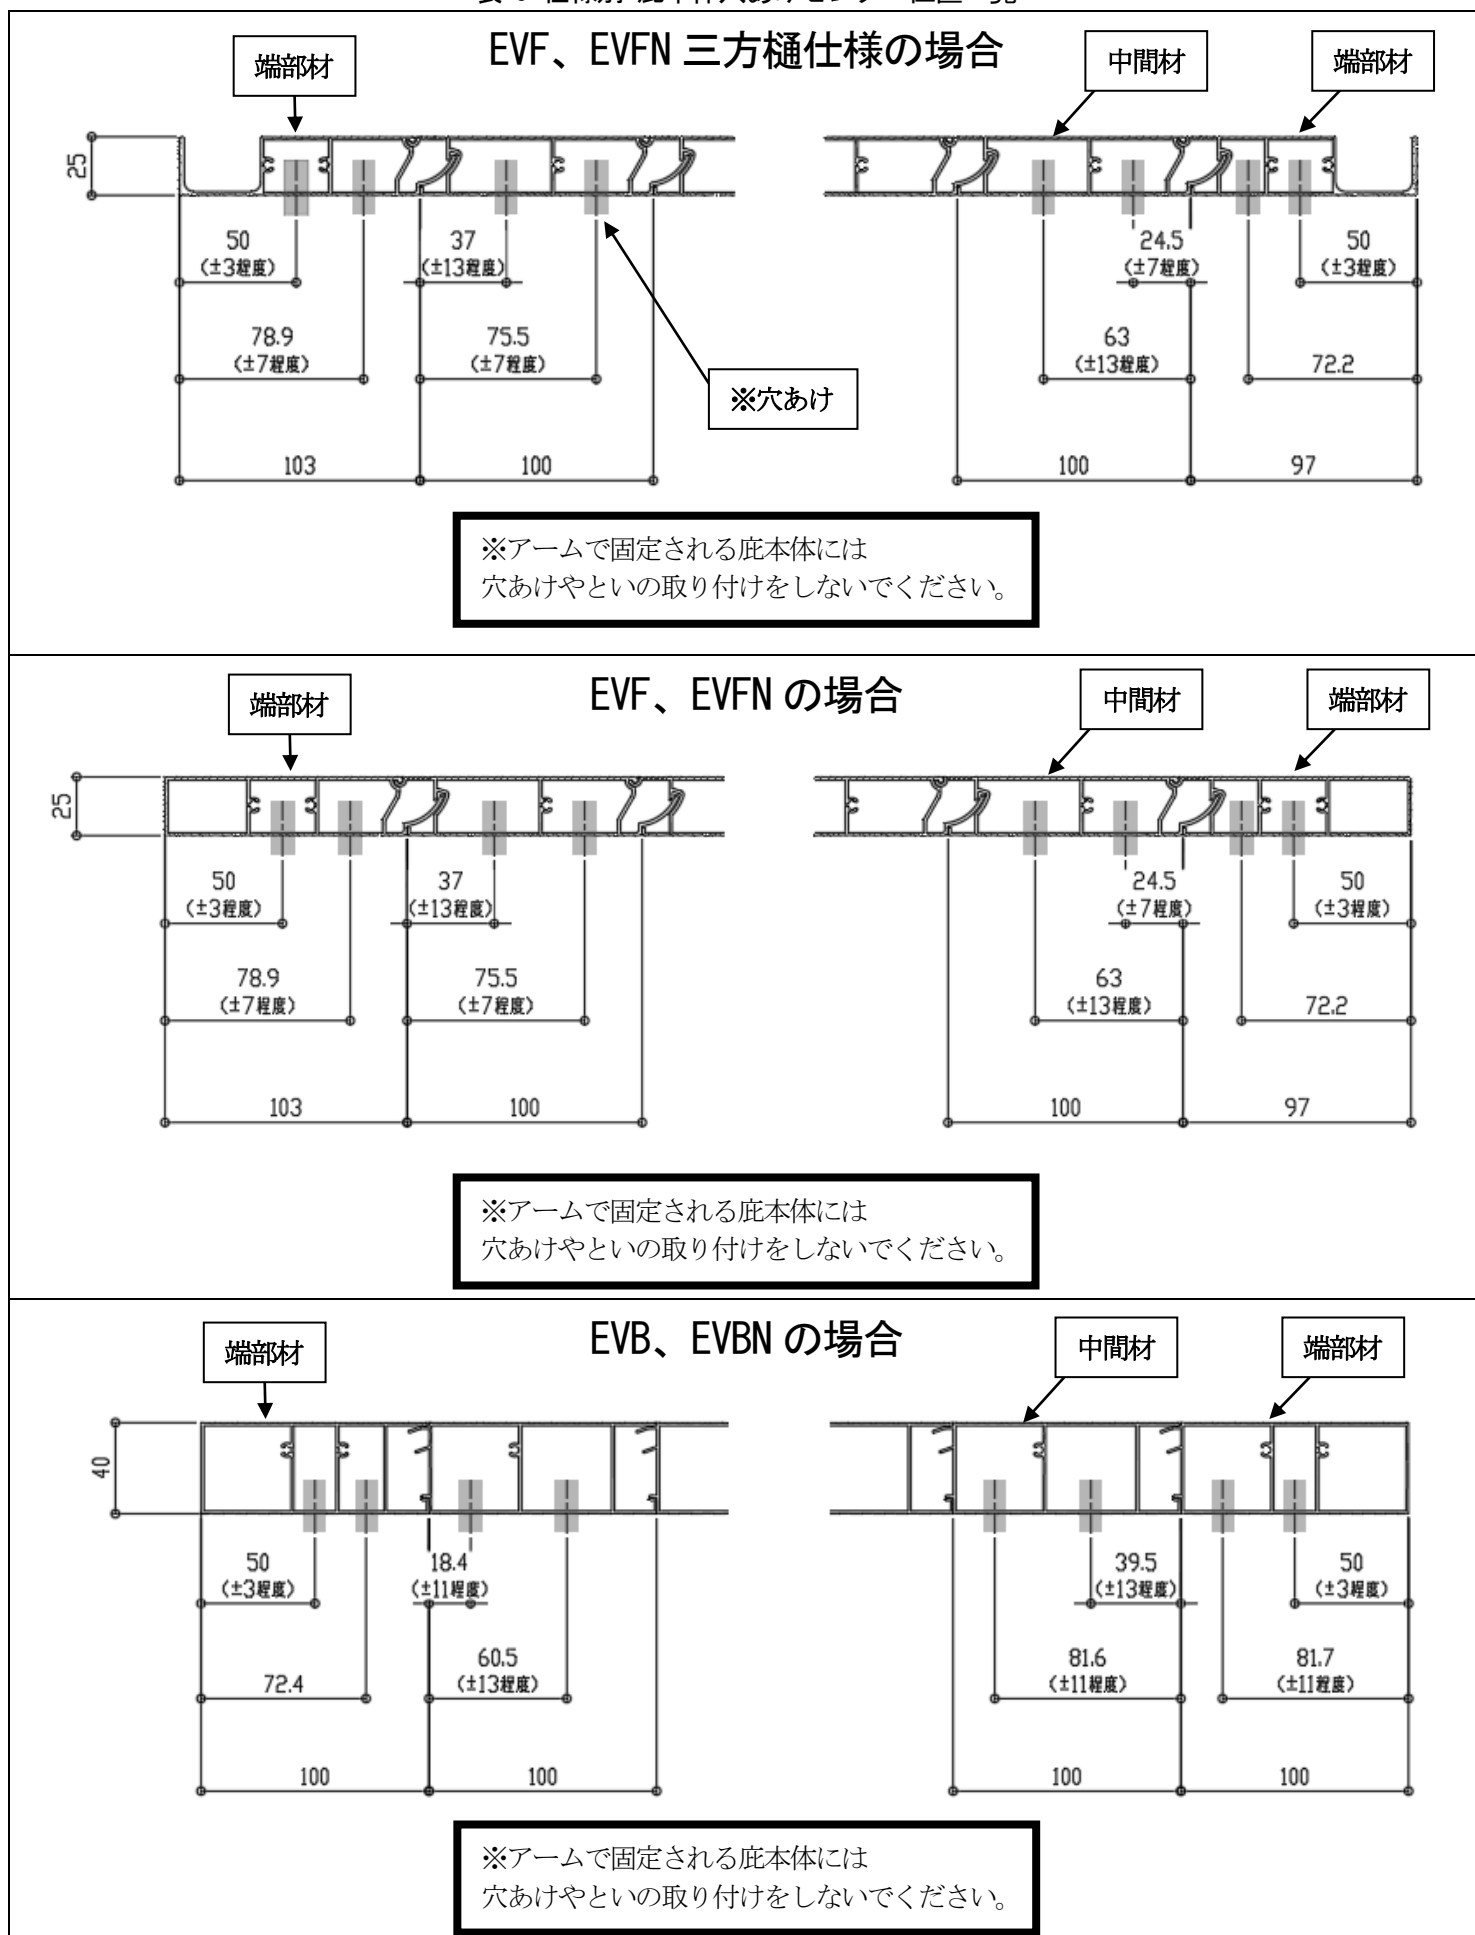 EVF、EVFN 三方樋仕様の場合
端部材
中間材
端部材
25
50
(±3程度)
37
(±13程度)
24.5
(±7程度)
50
(±3程度)
78.9
(±7程度)
75.5
(±7程度)
63
(±13程度)
72.2
※穴あけ
103
100
100
97
※アームで固定される庇本体には
穴あけやといの取り付けをしないでください。
EVF、EVFN の場合
端部材
中間材
端部材
25
50
(±3程度)
37
(±13程度)
24.5
(±7程度)
50
(±3程度)
78.9
(±7程度)
75.5
(±7程度)
63
(±13程度)
72.2
103
100
100
97
※アームで固定される庇本体には
穴あけやといの取り付けをしないでください。
EVB、EVBN の場合
端部材
中間材
端部材
40
50
(±3程度)
18.4
(±11程度)
39.5
(±13程度)
50
(±3程度)
72.4
60.5
(±13程度)
81.6
(±11程度)
81.7
(±11程度)
100
100
100
100
※アームで固定される庇本体には
穴あけやといの取り付けをしないでください。